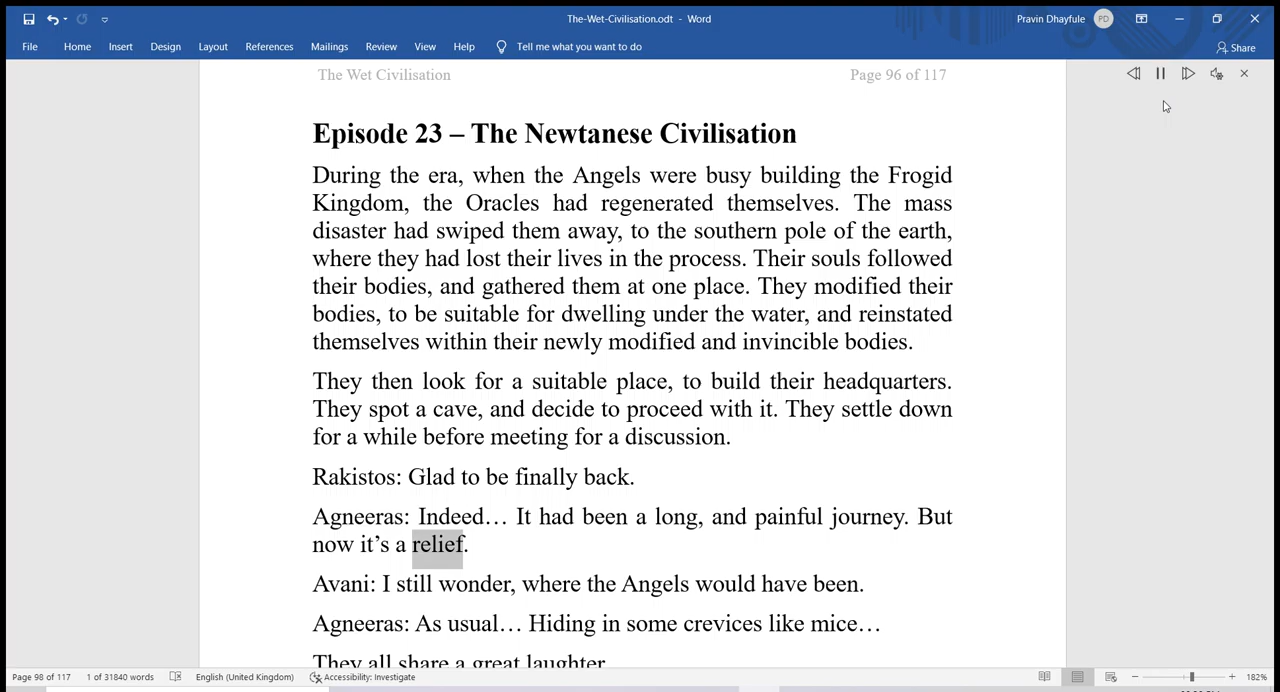 The-Wet-Civilisation.odt - Word
Pravin Dhayfule PD
File Home Insert Design Layout References Mailings Review View Help Tell me what you want to do Share
The Wet Civilisation Page 96 of 117
Episode 23 – The Newtanese Civilisation
During the era, when the Angels were busy building the Frogid
Kingdom, the Oracles had regenerated themselves. The mass
disaster had swiped them away, to the southern pole of the earth,
where they had lost their lives in the process. Their souls followed
their bodies, and gathered them at one place. They modified their
bodies, to be suitable for dwelling under the water, and reinstated
themselves within their newly modified and invincible bodies.
They then look for a suitable place, to build their headquarters.
They spot a cave, and decide to proceed with it. They settle down
for a while before meeting for a discussion.
Rakistos: Glad to be finally back.
Agneeras: Indeed… It had been a long, and painful journey. But
now it’s a relief.
Avani: I still wonder, where the Angels would have been.
Agneeras: As usual… Hiding in some crevices like mice…
They all share a great laughter
Page 98 of 117 1 of 31840 words English (United Kingdom) Accessibility: Investigate 182%